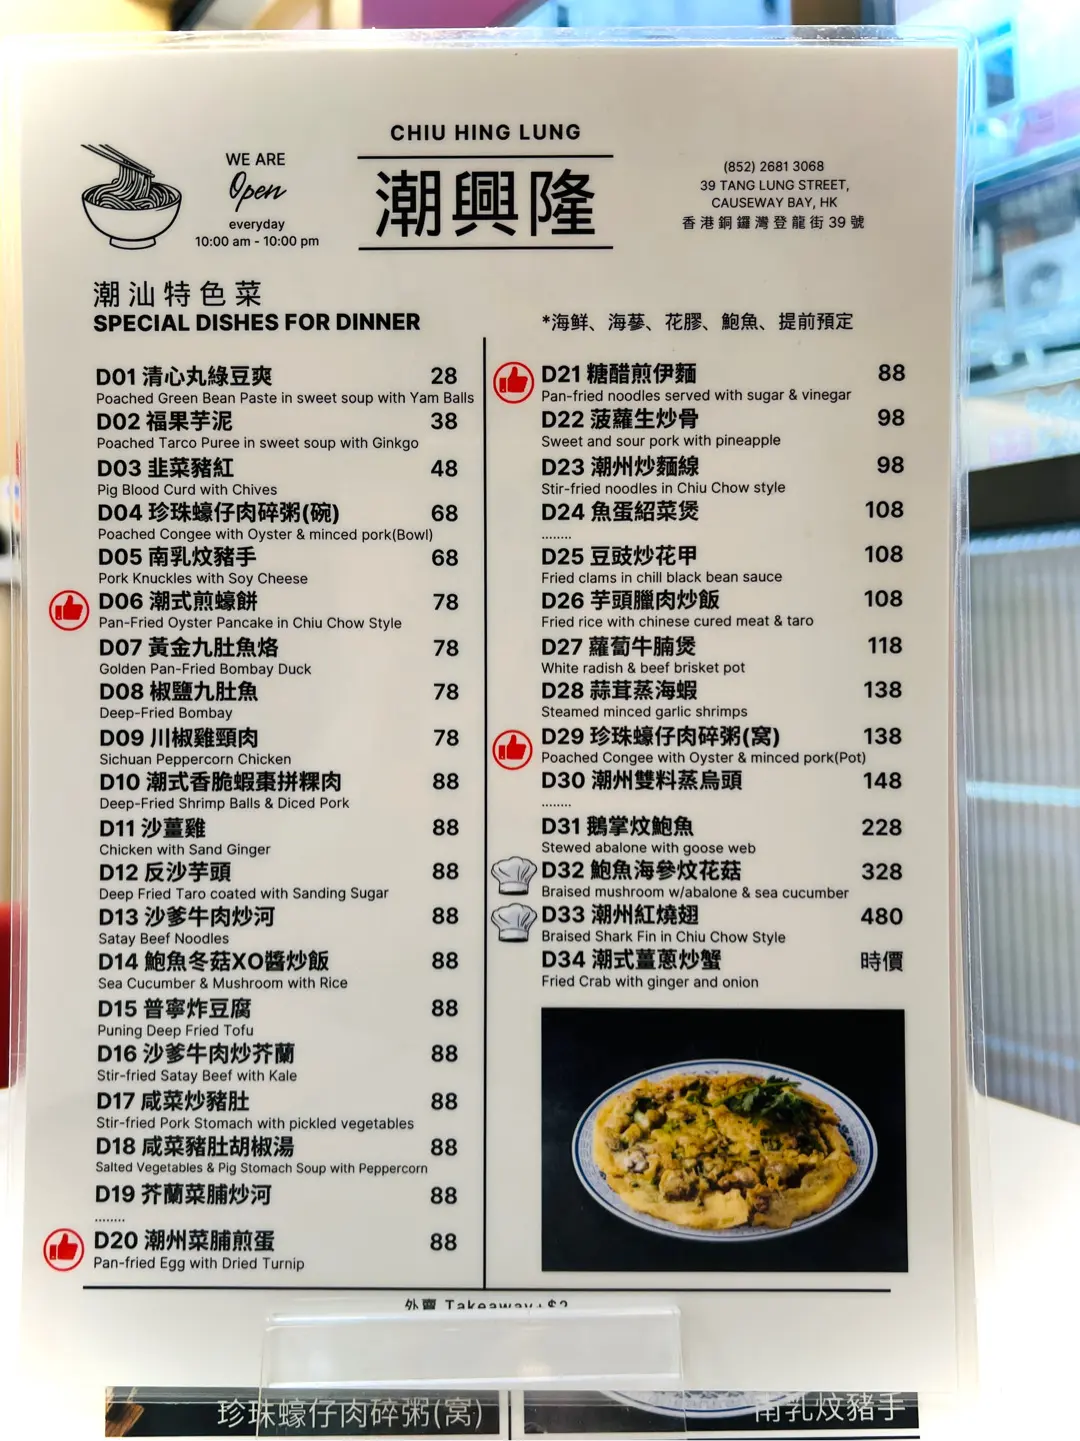 CHIU HING LUNG
潮興隆
WE ARE
Open
everyday
10:00 am - 10:00 pm
(852) 2681 3068
39 TANG LUNG STREET,
CAUSEWAY BAY, HK
香港銅鑼灣登龍街39號
潮汕特色菜
SPECIAL DISHES FOR DINNER
*海鮮、海蔘、花膠、鮑魚、提前預定
D01 清心丸綠豆爽 28
Poached Green Bean Paste in sweet soup with Yam Balls
D02 福果芋泥 38
Poached Tarco Puree in sweet soup with Ginkgo
D03 韭菜豬紅 48
Pig Blood Curd with Chives
D04 珍珠蠔仔肉碎粥(碗) 68
Poached Congee with Oyster & minced pork(Bowl)
D05 南乳炆豬手 68
Pork Knuckles with Soy Cheese
D06 潮式煎蠔餅 78
Pan-Fried Oyster Pancake in Chiu Chow Style
D07 黃金九肚魚烙 78
Golden Pan-Fried Bombay Duck
D08 椒鹽九肚魚 78
Deep-Fried Bombay
D09 川椒雞頸肉 78
Sichuan Peppercorn Chicken
D10 潮式香脆蝦棗拼粿肉 88
Deep-Fried Shrimp Balls & Diced Pork
D11 沙薑雞 88
Chicken with Sand Ginger
D12 反沙芋頭 88
Deep Fried Taro coated with Sanding Sugar
D13 沙爹牛肉炒河 88
Satay Beef Noodles
D14 鮑魚冬菇XO醬炒飯 88
Sea Cucumber & Mushroom with Rice
D15 普寧炸豆腐 88
Puning Deep Fried Tofu
D16 沙爹牛肉炒芥蘭 88
Stir-fried Satay Beef with Kale
D17 咸菜炒豬肚 88
Stir-fried Pork Stomach with pickled vegetables
D18 咸菜豬肚胡椒湯 88
Salted Vegetables & Pig Stomach Soup with Peppercorn
D19 芥蘭菜脯炒河 88
........
D20 潮州菜脯煎蛋 88
Pan-fried Egg with Dried Turnip
D21 糖醋煎伊麵 88
Pan-fried noodles served with sugar & vinegar
D22 菠蘿生炒骨 98
Sweet and sour pork with pineapple
D23 潮州炒麵線 98
Stir-fried noodles in Chiu Chow style
D24 魚蛋紹菜煲 108
........
D25 豆豉炒花甲 108
Fried clams in chill black bean sauce
D26 芋頭臘肉炒飯 108
Fried rice with chinese cured meat & taro
D27 蘿蔔牛腩煲 118
White radish & beef brisket pot
D28 蒜茸蒸海蝦 138
Steamed minced garlic shrimps
D29 珍珠蠔仔肉碎粥(窝) 138
Poached Congee with Oyster & minced pork(Pot)
D30 潮州雙料蒸烏頭 148
........
D31 鵝掌炆鮑魚 228
Stewed abalone with goose web
D32 鮑魚海參炆花菇 328
Braised mushroom w/abalone & sea cucumber
D33 潮州紅燒翅 480
Braised Shark Fin in Chiu Chow Style
D34 潮式薑蔥炒蟹 時價
Fried Crab with ginger and onion
外賣 Takeaway+$2
珍珠蠔仔肉碎粥(窝)
南乳炆豬手